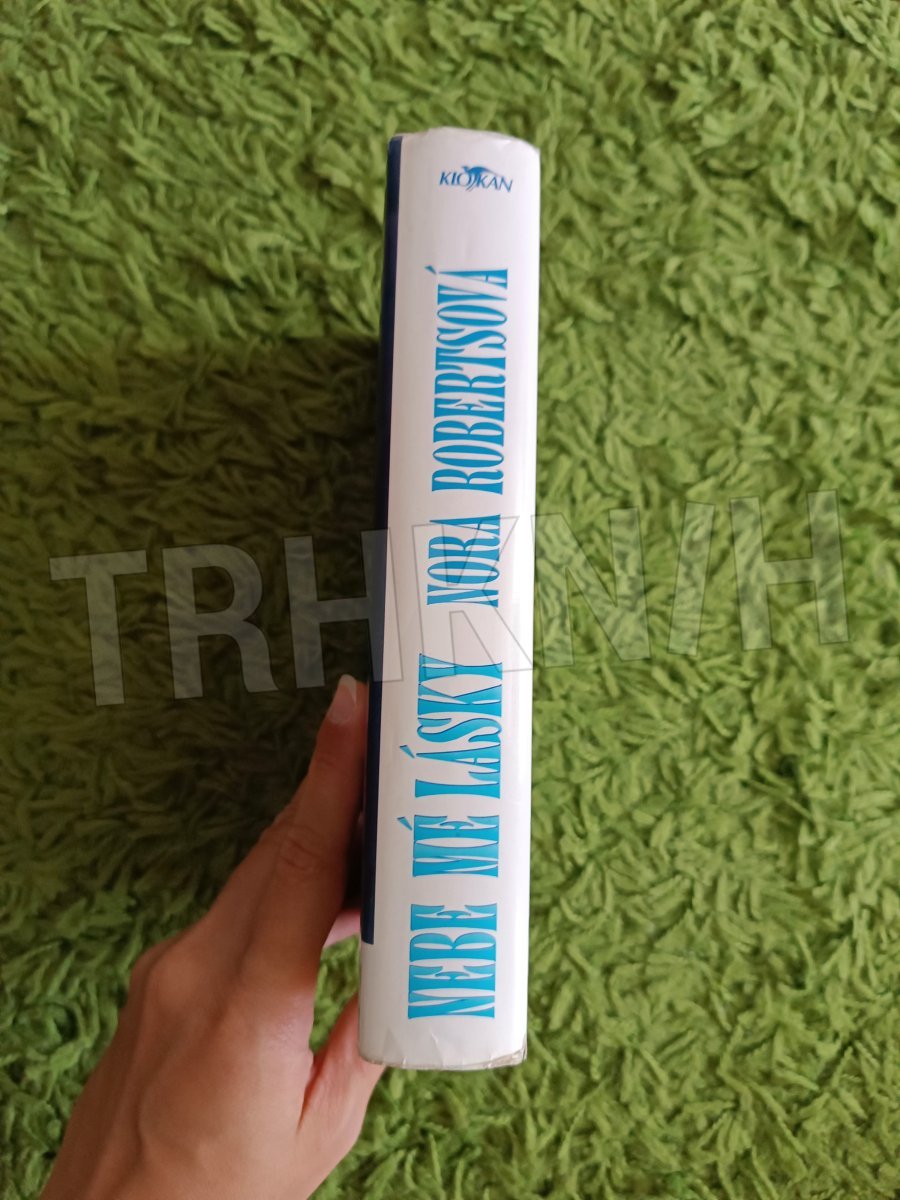 KLOKAN
NEBE MÉ LÁSKY NORA ROBERTSOVÁ
TRHKNIH